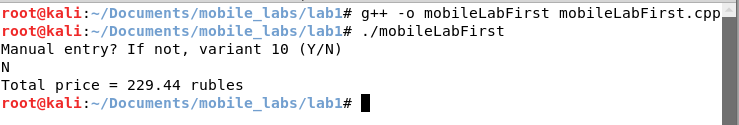 root@kali:~/Documents/mobile_labs/lab1# g++ -o mobileLabFirst mobileLabFirst.cpp
root@kali:~/Documents/mobile_labs/lab1# ./mobileLabFirst
Manual entry? If not, variant 10 (Y/N)
N
Total price = 229.44 rubles
root@kali:~/Documents/mobile_labs/lab1#